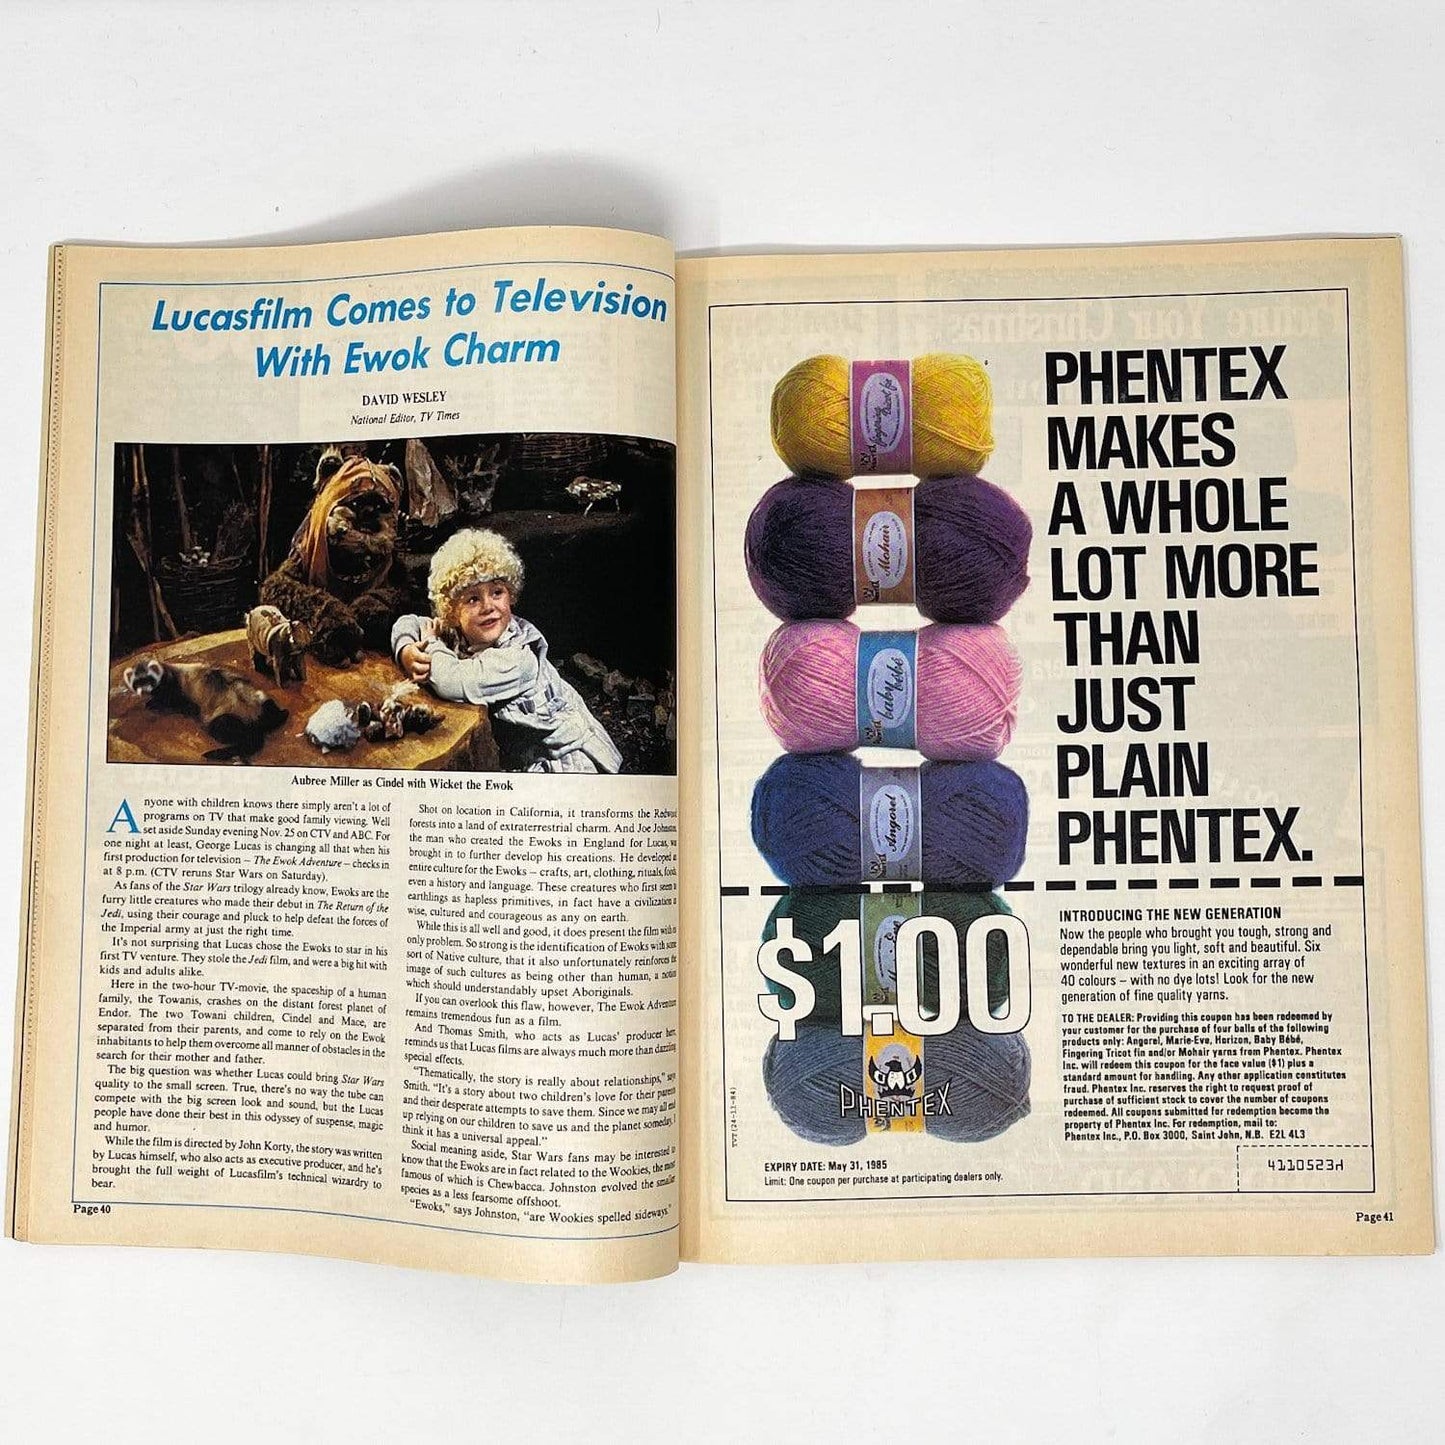 Lucasfilm Comes to Television
With Ewok Charm
DAVID WESLEY
National Editor, TV Times
Aubree Miller as Cindel with Wicket the Ewok
Anyone with children knows there simply aren't a lot of
programs on TV that make good family viewing. Well
set aside Sunday evening Nov. 25 on CTV and ABC. For
one night at least, George Lucas is changing all that when his
first production for television – The Ewok Adventure – checks in
at 8 p.m. (CTV reruns Star Wars on Saturday).
As fans of the Star Wars trilogy already know, Ewoks are the
furry little creatures who made their debut in The Return of the
Jedi, using their courage and pluck to help defeat the forces of
the Imperial army at just the right time.
It's not surprising that Lucas chose the Ewoks to star in his
first TV venture. They stole the Jedi film, and were a big hit with
kids and adults alike.
Here in the two-hour TV-movie, the spaceship of a human
family, the Towanis, crashes on the distant forest planet of
Endor. The two Towani children, Cindel and Mace, are
separated from their parents, and come to rely on the Ewok
inhabitants to help them overcome all manner of obstacles in the
search for their mother and father.
The big question was whether Lucas could bring Star Wars
quality to the small screen. True, there's no way the tube can
compete with the big screen look and sound, but the Lucas
people have done their best in this odyssey of suspense, magic
and humor.
While the film is directed by John Korty, the story was written
by Lucas himself, who also acts as executive producer, and he's
brought the full weight of Lucasfilm's technical wizardry to
bear.
Shot on location in California, it transforms the Redwood
forests into a land of extraterrestrial charm. And Joe Johnston,
the man who created the Ewoks in England for Lucas, was
brought in to further develop his creations. He developed
entire culture for the Ewoks – crafts, art, clothing, rituals, foods
even a history and language. These creatures who first seem
earthlings as hapless primitives, in fact have a civilization
wise, cultured and courageous as any on earth.
While this is all well and good, it does present the film with
only problem. So strong is the identification of Ewoks with some
sort of Native culture, that it also unfortunately reinforces the
image of such cultures as being other than human, a notion
which should understandably upset Aboriginals.
If you can overlook this flaw, however, The Ewok Adventure
remains tremendous fun as a film.
And Thomas Smith, who acts as Lucas' producer here,
reminds us that Lucas films are always much more than dazzling
special effects.
"Thematically, the story is really about relationships," says
Smith. "It's a story about two children's love for their parents
and their desperate attempts to save them. Since we may all end
up relying on our children to save us and the planet someday, I
think it has a universal appeal."
Social meaning aside, Star Wars fans may be interested to
know that the Ewoks are in fact related to the Wookies, the most
famous of which is Chewbacca. Johnston evolved the smaller
species as a less fearsome offshoot.
"Ewoks," says Johnston, "are Wookies spelled sideways."
Page 40
PHENTEX
MAKES
A WHOLE
LOT MORE
THAN
JUST
PLAIN
PHENTEX.
fingering
tricot fin
Mohair
baby
bébé
Angorel
$1.00
PHENTEX
INTRODUCING THE NEW GENERATION
Now the people who brought you tough, strong and
dependable bring you light, soft and beautiful. Six
wonderful new textures in an exciting array of
40 colours – with no dye lots! Look for the new
generation of fine quality yarns.
TO THE DEALER: Providing this coupon has been redeemed by
your customer for the purchase of four balls of the following
products only: Angorel, Marie-Eve, Horizon, Baby Bébé,
Fingering Tricot fin and/or Mohair yarns from Phentex. Phentex
Inc. will redeem this coupon for the face value ($1) plus a
standard amount for handling. Any other application constitutes
fraud. Phentex Inc. reserves the right to request proof of
purchase of sufficient stock to cover the number of coupons
redeemed. All coupons submitted for redemption become the
property of Phentex Inc. For redemption, mail to:
Phentex Inc., P.O. Box 3000, Saint John, N.B. E2L 4L3
TVT (24-11-84)
EXPIRY DATE: May 31, 1985
Limit: One coupon per purchase at participating dealers only.
4110523H
Page 41